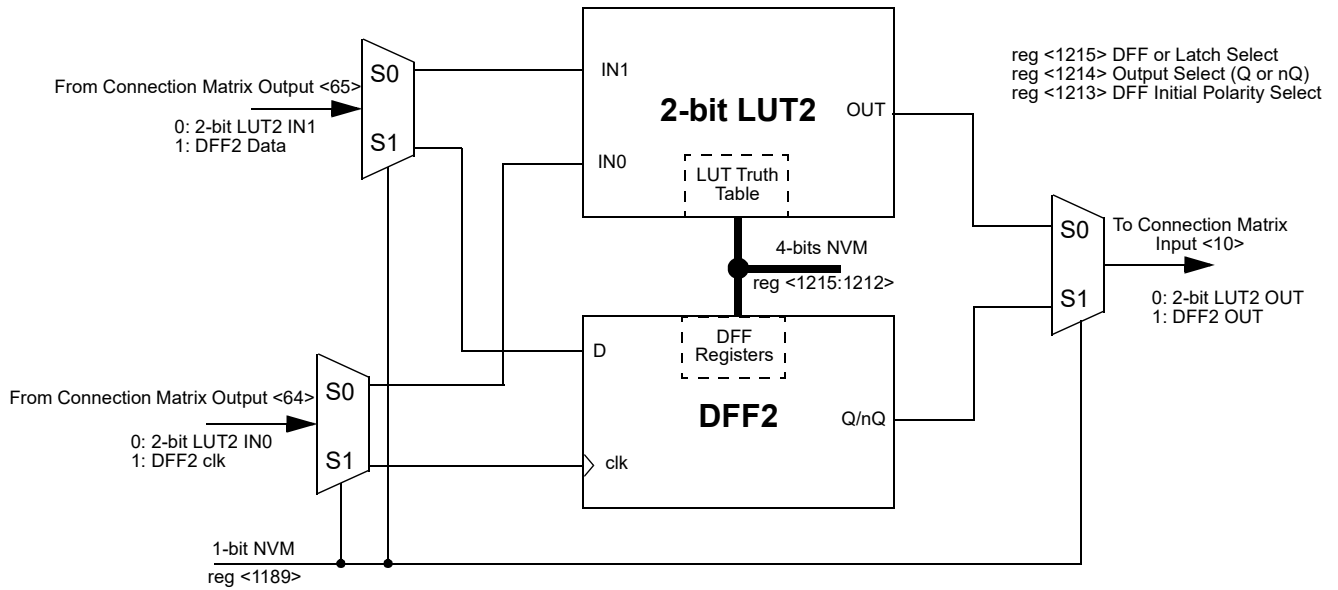 From Connection Matrix Output <65>
0: 2-bit LUT2 IN1
1: DFF2 Data
S0
S1
IN1
IN0
2-bit LUT2
OUT
LUT Truth
Table
reg <1215> DFF or Latch Select
reg <1214> Output Select (Q or nQ)
reg <1213> DFF Initial Polarity Select
4-bits NVM
reg <1215:1212>
S0
S1
To Connection Matrix
Input <10>
0: 2-bit LUT2 OUT
1: DFF2 OUT
From Connection Matrix Output <64>
0: 2-bit LUT2 IN0
1: DFF2 clk
S0
S1
D
clk
DFF
Registers
DFF2
Q/nQ
1-bit NVM
reg <1189>